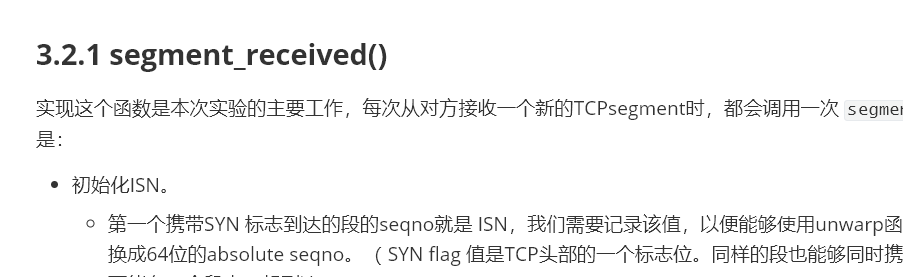 3.2.1 segment_received()
实现这个函数是本次实验的主要工作，每次从对方接收一个新的TCPsegment时，都会调用一次
是：
• 初始化ISN。
◦ 第一个携带SYN 标志到达的段的seqno就是 ISN，我们需要记录该值，以便能够使用unwarp函
换成64位的absolute seqno。（ SYN flag 值是TCP头部的一个标志位。同样的段也能够同时携